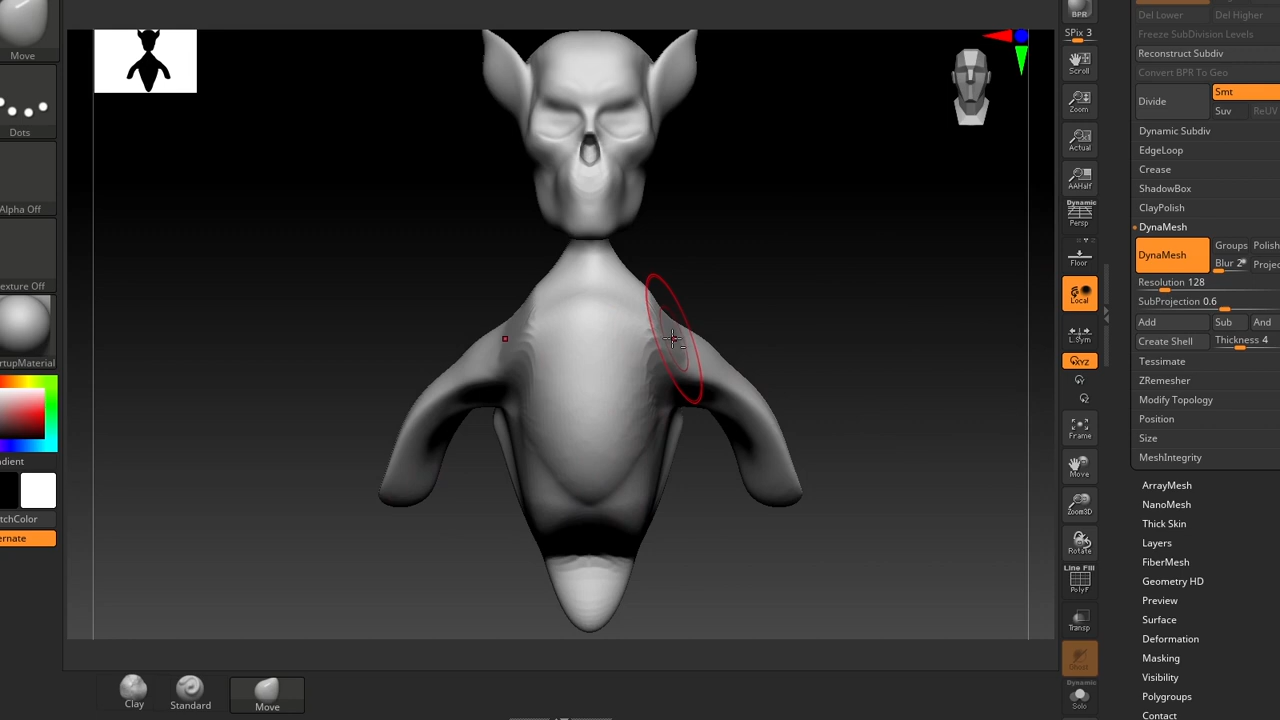 Move
Dots
Alpha Off
exture Off
rtupMaterial
adient
tchColor
ernate
Clay
Standard
Move
BPR
SPix 3
Scroll
Zoom
Actual
AAHalf
Dynamic
Persp
Floor
Local
L.Sym
XYZ
Frame
Move
Zoom3D
Rotate
Line Fill
PolyF
Transp
Ghost
Dynamic
Solo
Del Lower Del Higher
Freeze SubDivision Levels
Reconstruct Subdiv
Convert BPR To Geo
Divide Smt
Suv ReUV
Dynamic Subdiv
EdgeLoop
Crease
ShadowBox
ClayPolish
DynaMesh
DynaMesh Groups Polish
Blur 2 Projec
Resolution 128
SubProjection 0.6
Add Sub And
Create Shell Thickness 4
Tessimate
ZRemesher
Modify Topology
Position
Size
MeshIntegrity
ArrayMesh
NanoMesh
Thick Skin
Layers
FiberMesh
Geometry HD
Preview
Surface
Deformation
Masking
Visibility
Polygroups
Contact